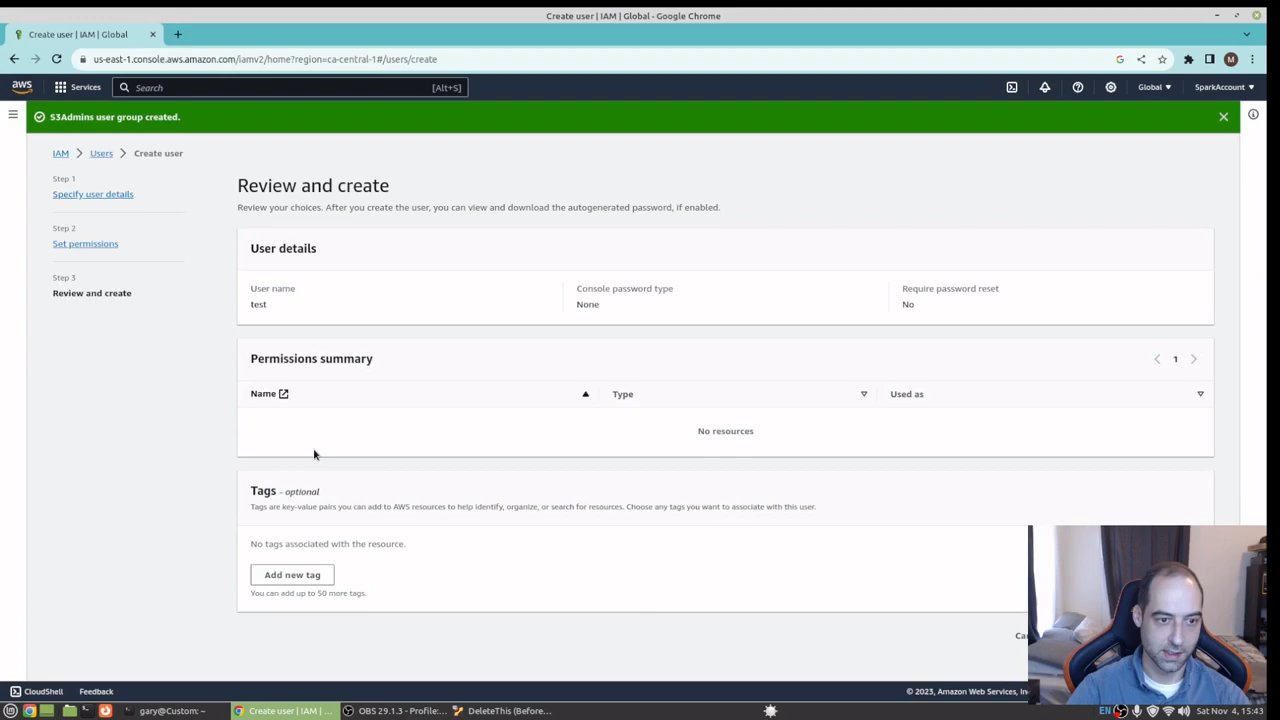 Create user | IAM | Global - Google Chrome
Create user | IAM | Global
us-east-1.console.aws.amazon.com/iamv2/home?region=ca-central-1#/users/create
G
M
aws
Services
Search
[Alt+S]
Global
SparkAccount
S3Admins user group created.
IAM > Users > Create user
Step 1
Specify user details
Step 2
Set permissions
Step 3
Review and create
Review and create
Review your choices. After you create the user, you can view and download the autogenerated password, if enabled.
User details
User name
test
Console password type
None
Require password reset
No
Permissions summary
1
Name
Type
Used as
No resources
Tags - optional
Tags are key-value pairs you can add to AWS resources to help identify, organize, or search for resources. Choose any tags you want to associate with this user.
No tags associated with the resource.
Add new tag
You can add up to 50 more tags.
CloudShell
Feedback
© 2023, Amazon Web Services,
gary@Custom: ~
Create user | IAM | ...
OBS 29.1.3 - Profile:...
DeleteThis (Before...
EN
Sat Nov 4, 15:43